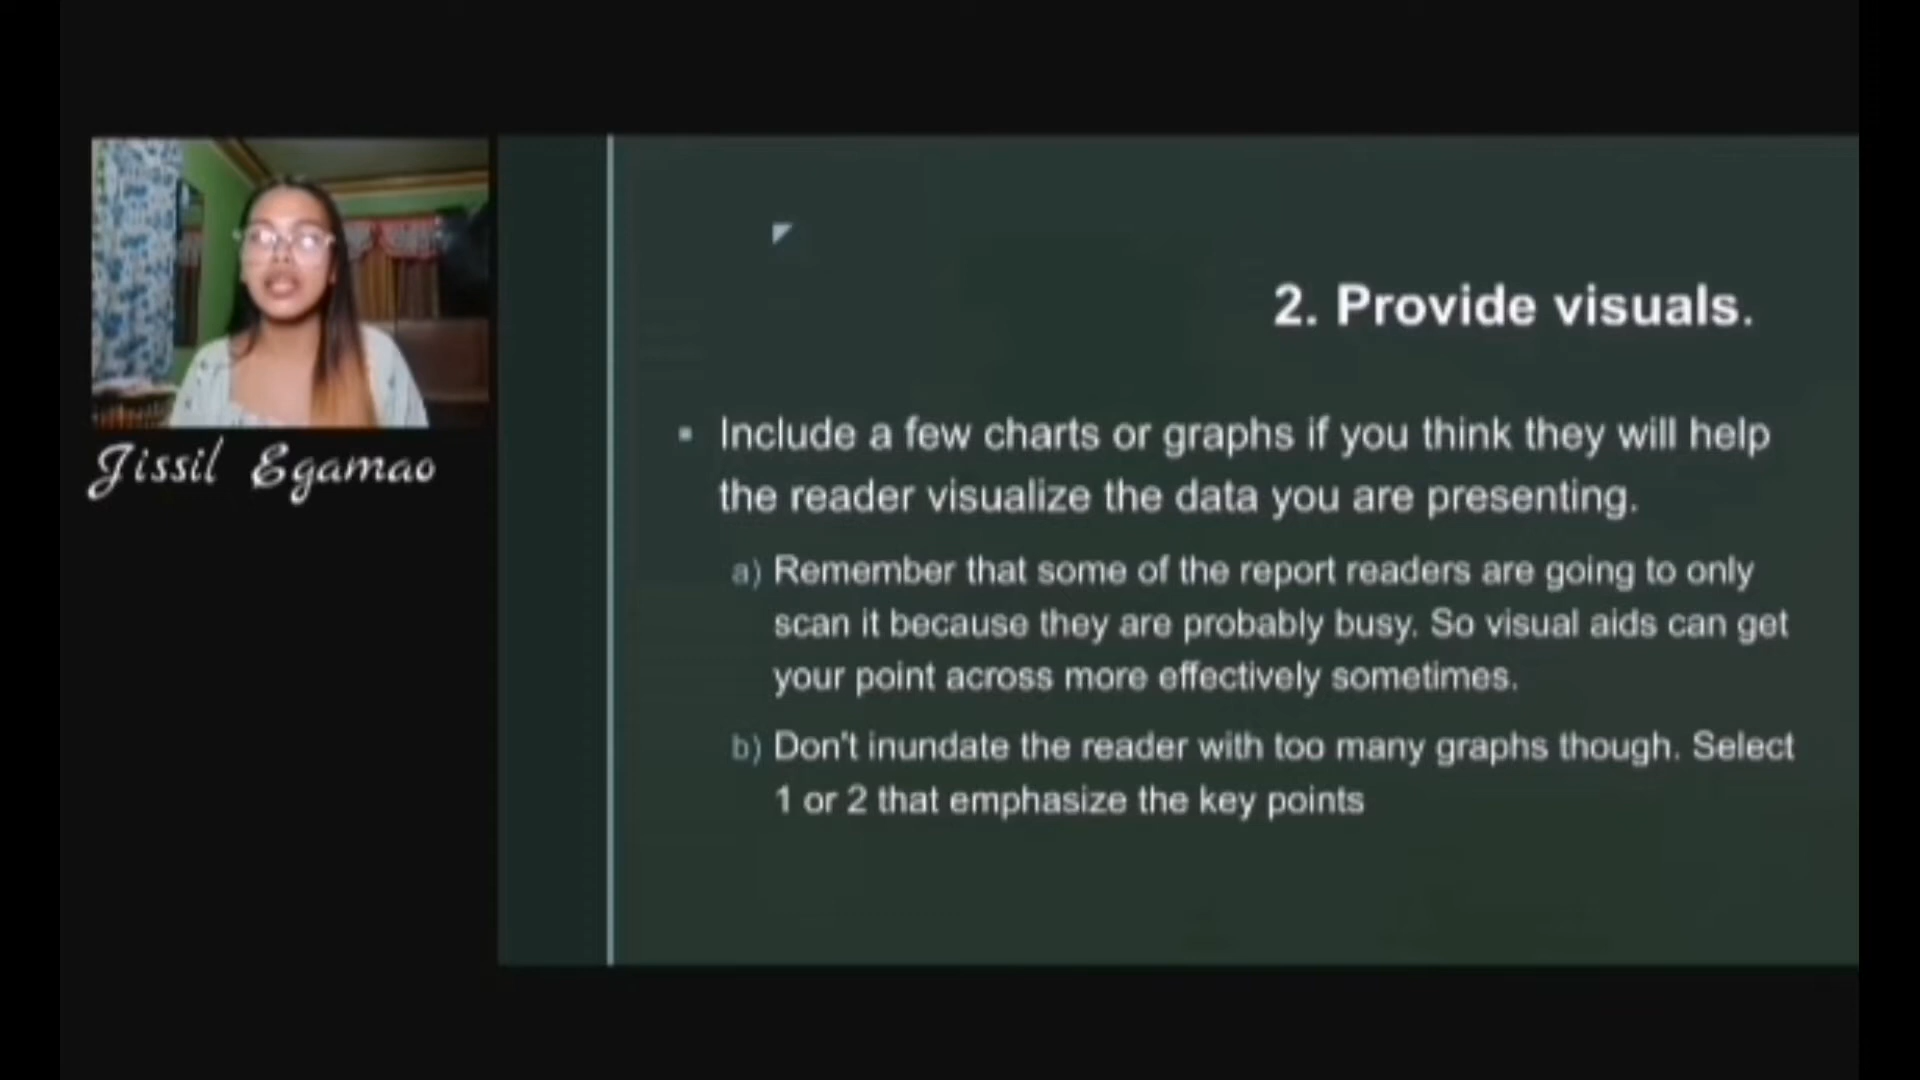 Jissil Egamao
2. Provide visuals.
▪ Include a few charts or graphs if you think they will help
the reader visualize the data you are presenting.
a) Remember that some of the report readers are going to only
scan it because they are probably busy. So visual aids can get
your point across more effectively sometimes.
b) Don't inundate the reader with too many graphs though. Select
1 or 2 that emphasize the key points